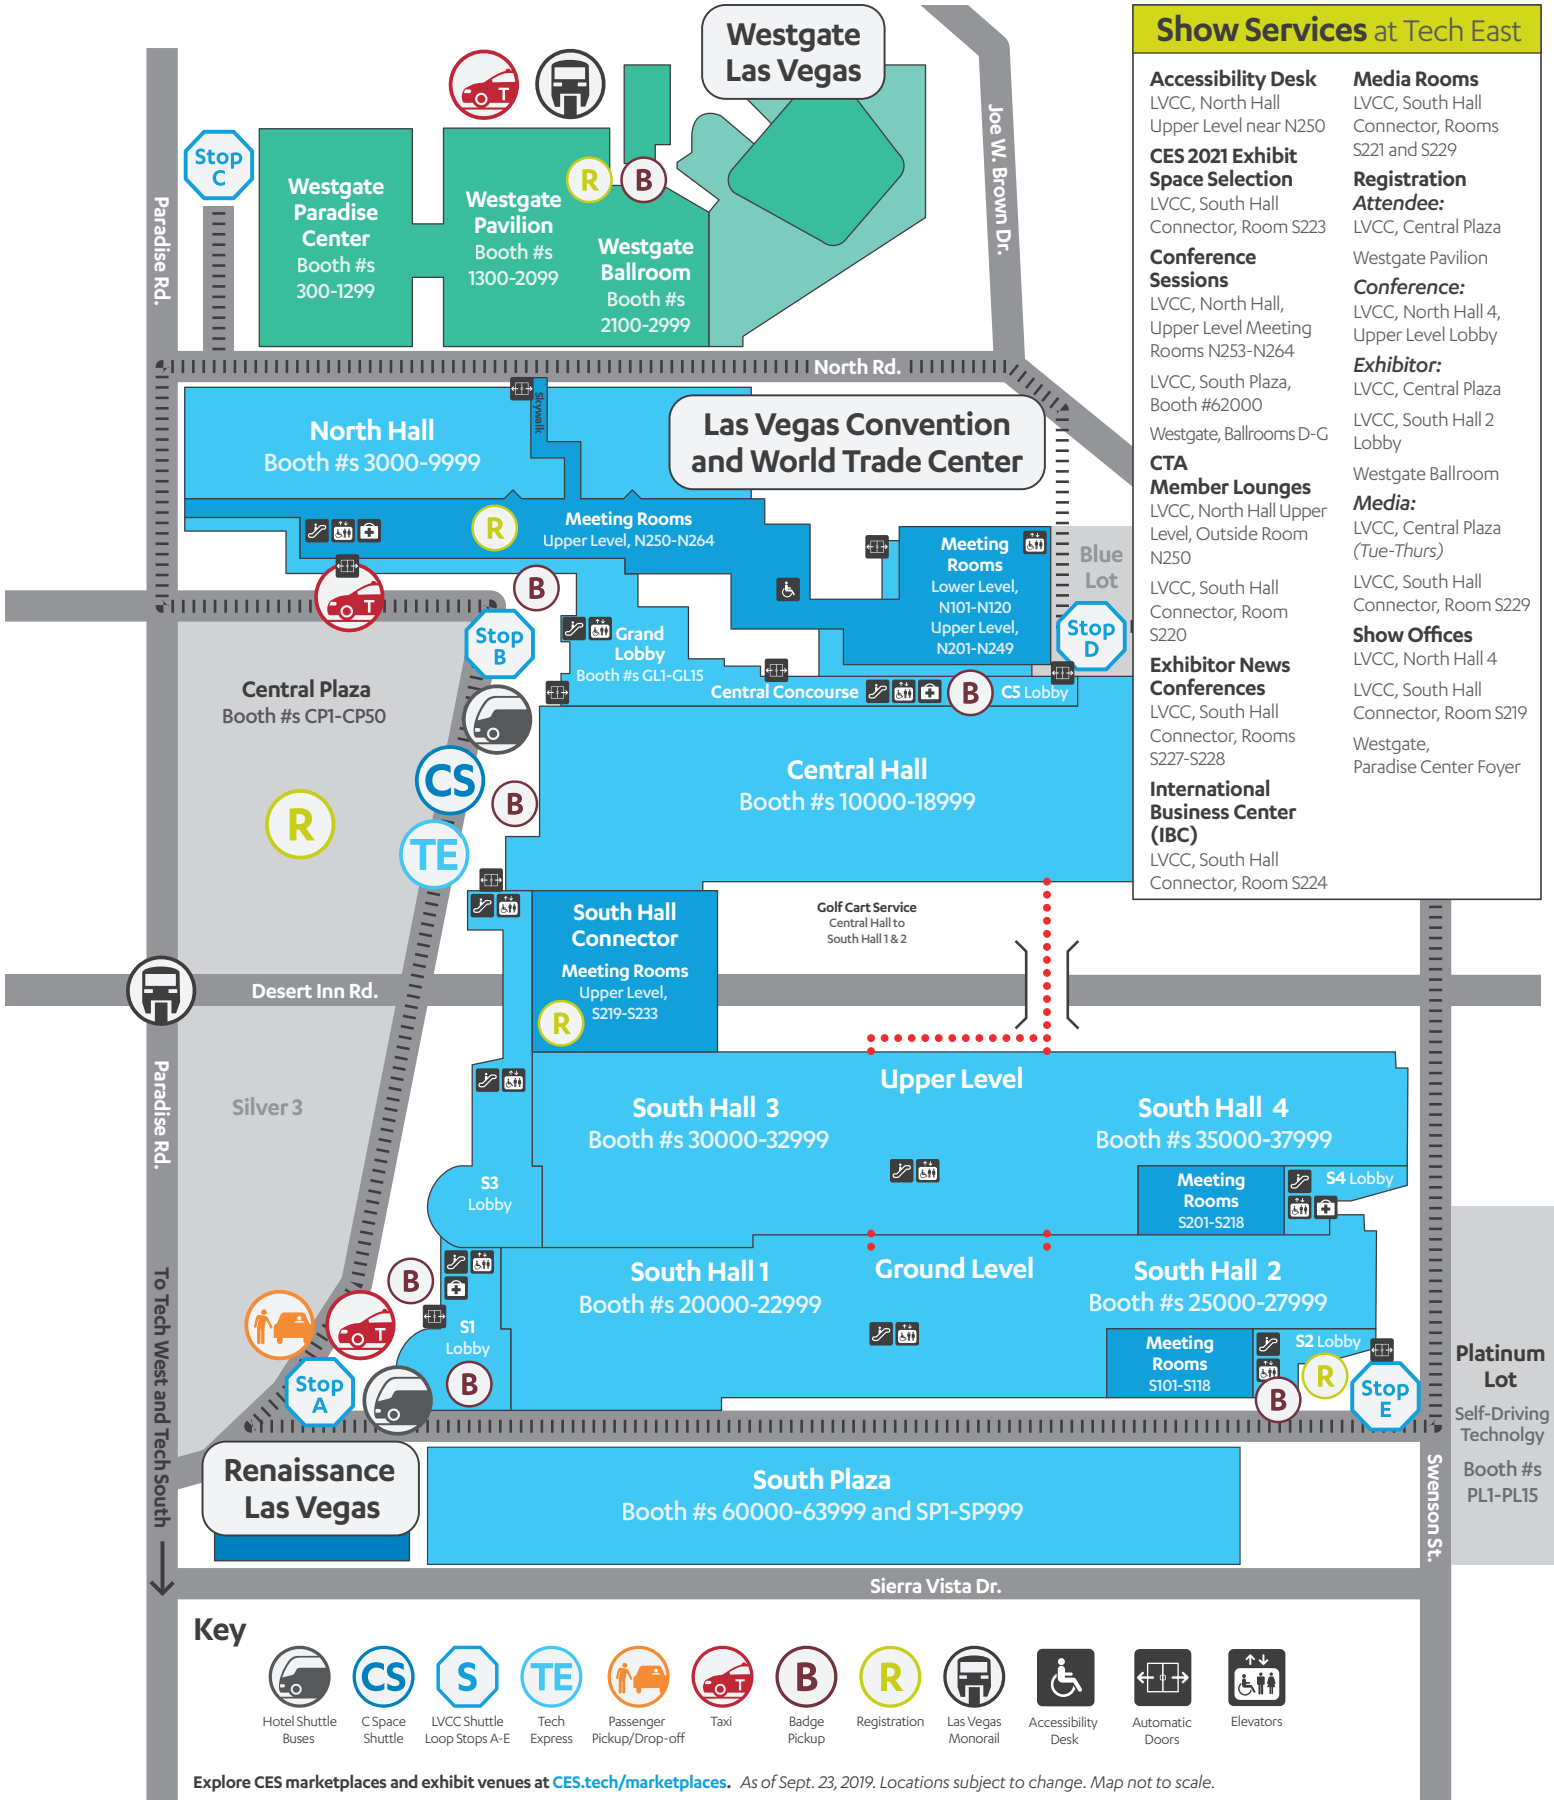 Westgate
Las Vegas
Joe W. Brown Dr.
T
Stop
C
Paradise Rd.
Westgate
Paradise
Center
Booth #s
300-1299
Westgate
Pavilion
Booth #s
1300-2099
R
B
Westgate
Ballroom
Booth #s
2100-2999
North Rd.
Skywalk
North Hall
Booth #s 3000-9999
Las Vegas Convention
and World Trade Center
R
Meeting Rooms
Upper Level, N250-N264
Meeting
Rooms
Lower Level,
N101-N120
Upper Level,
N201-N249
Blue
Lot
T
B
Stop
B
Stop
D
Grand
Lobby
Booth #s GL1-GL15
Central Plaza
Booth #s CP1-CP50
Central Concourse
B
C5 Lobby
CS
B
R
TE
Central Hall
Booth #s 10000-18999
South Hall
Connector
Meeting Rooms
Upper Level,
S219-S233
R
Golf Cart Service
Central Hall to
South Hall 1 & 2
Desert Inn Rd.
Paradise Rd.
Silver 3
Upper Level
South Hall 3
Booth #s 30000-32999
South Hall 4
Booth #s 35000-37999
S3
Lobby
Meeting
Rooms
S201-S218
S4 Lobby
B
South Hall 1
Booth #s 20000-22999
Ground Level
South Hall 2
Booth #s 25000-27999
To Tech West and Tech South
T
S1
Lobby
B
Stop
A
Meeting
Rooms
S101-S118
S2 Lobby
B
R
Stop
E
Platinum
Lot
Self-Driving
Technolgy
Booth #s
PL1-PL15
Renaissance
Las Vegas
South Plaza
Booth #s 60000-63999 and SP1-SP999
Swenson St.
Sierra Vista Dr.
Show Services at Tech East
Accessibility Desk
LVCC, North Hall
Upper Level near N250
CES 2021 Exhibit
Space Selection
LVCC, South Hall
Connector, Room S223
Conference
Sessions
LVCC, North Hall,
Upper Level Meeting
Rooms N253-N264
LVCC, South Plaza,
Booth #62000
Westgate, Ballrooms D-G
CTA
Member Lounges
LVCC, North Hall Upper
Level, Outside Room
N250
LVCC, South Hall
Connector, Room
S220
Exhibitor News
Conferences
LVCC, South Hall
Connector, Rooms
S227-S228
International
Business Center
(IBC)
LVCC, South Hall
Connector, Room S224
Media Rooms
LVCC, South Hall
Connector, Rooms
S221 and S229
Registration
Attendee:
LVCC, Central Plaza
Westgate Pavilion
Conference:
LVCC, North Hall 4,
Upper Level Lobby
Exhibitor:
LVCC, Central Plaza
LVCC, South Hall 2
Lobby
Westgate Ballroom
Media:
LVCC, Central Plaza
(Tue-Thurs)
LVCC, South Hall
Connector, Room S229
Show Offices
LVCC, North Hall 4
LVCC, South Hall
Connector, Room S219
Westgate,
Paradise Center Foyer
Key
CS
S
TE
T
B
R
Hotel Shuttle
Buses
C Space
Shuttle
LVCC Shuttle
Loop Stops A-E
Tech
Express
Passenger
Pickup/Drop-off
Taxi
Badge
Pickup
Registration
Las Vegas
Monorail
Accessibility
Desk
Automatic
Doors
Elevators
Explore CES marketplaces and exhibit venues at CES.tech/marketplaces. As of Sept. 23, 2019. Locations subject to change. Map not to scale.